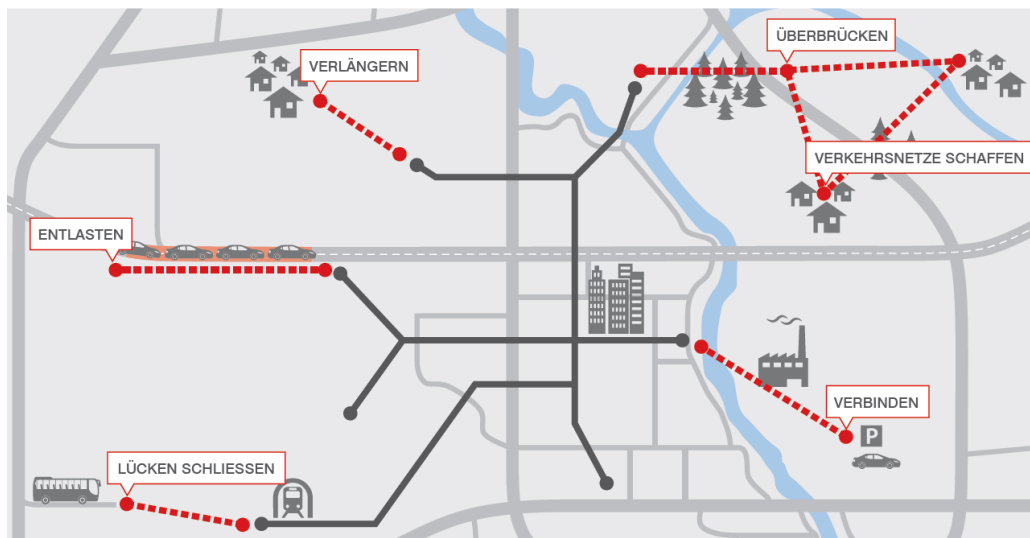 ÜBERBRÜCKEN
VERLÄNGERN
VERKEHRSNETZE SCHAFFEN
ENTLASTEN
VERBINDEN
P
LÜCKEN SCHLIESSEN